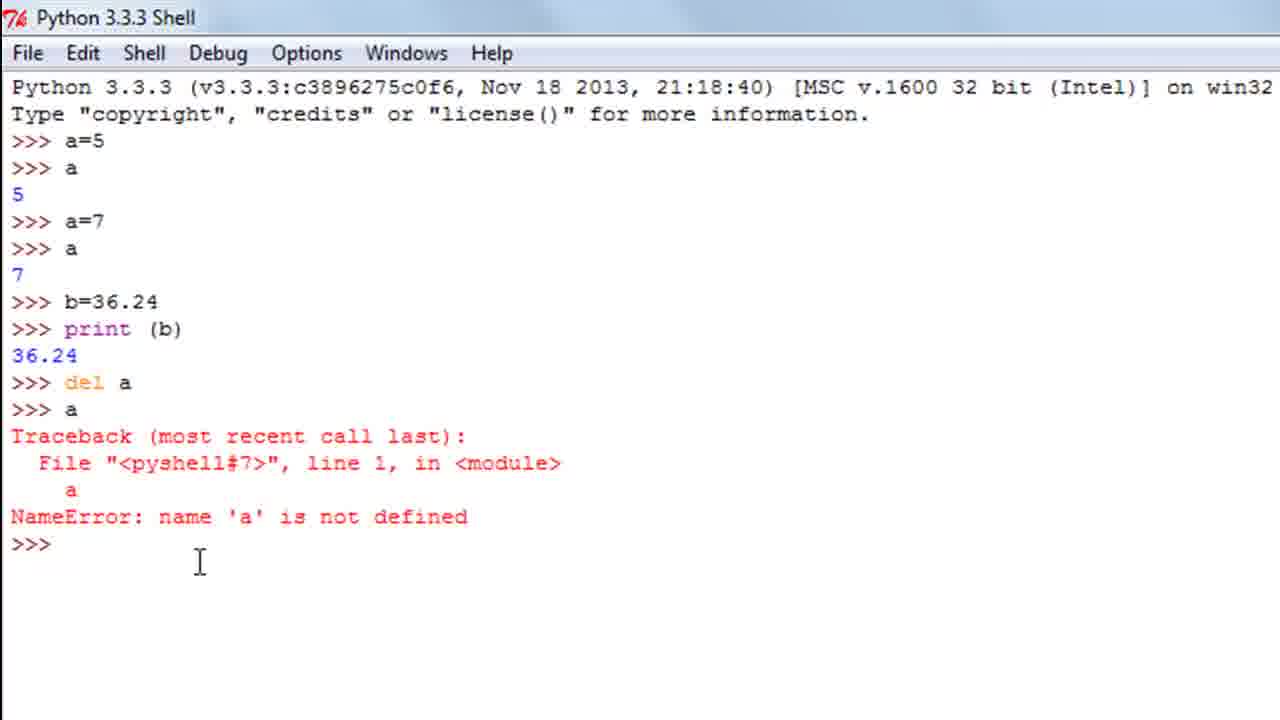 Python 3.3.3 Shell
File Edit Shell Debug Options Windows Help
Python 3.3.3 (v3.3.3:c3896275c0f6, Nov 18 2013, 21:18:40) [MSC v.1600 32 bit (Intel)] on win32
Type "copyright", "credits" or "license()" for more information.
>>> a=5
>>> a
5
>>> a=7
>>> a
7
>>> b=36.24
>>> print (b)
36.24
>>> del a
>>> a
Traceback (most recent call last):
  File "<pyshell#7>", line 1, in <module>
    a
NameError: name 'a' is not defined
>>>